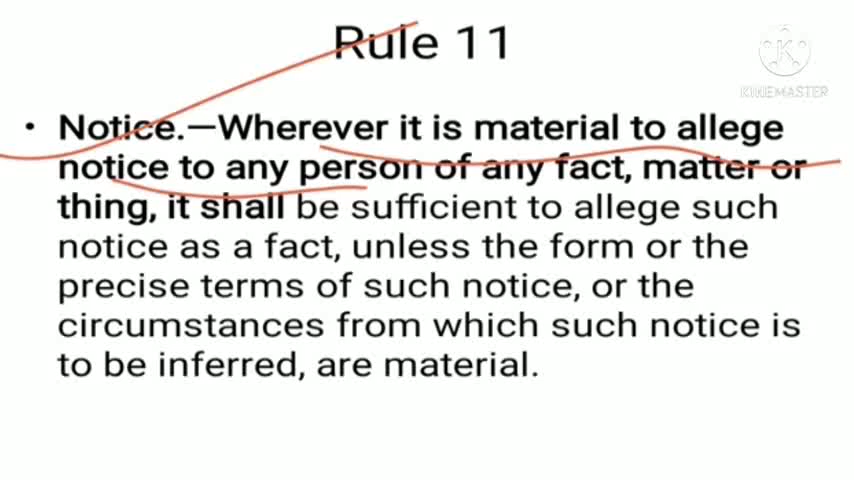 Rule 11
KINEMASTER
• Notice.—Wherever it is material to allege
notice to any person of any fact, matter or
thing, it shall be sufficient to allege such
notice as a fact, unless the form or the
precise terms of such notice, or the
circumstances from which such notice is
to be inferred, are material.